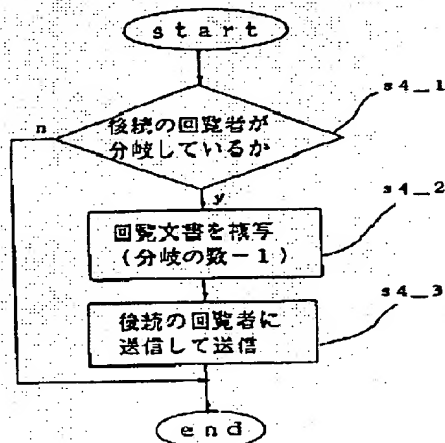 start
s4_1
後続の回覧者が
分岐しているか
n
y
s4_2
回覧文書を複写
(分岐の数-1)
s4_3
後続の回覧者に
送信して送信
end